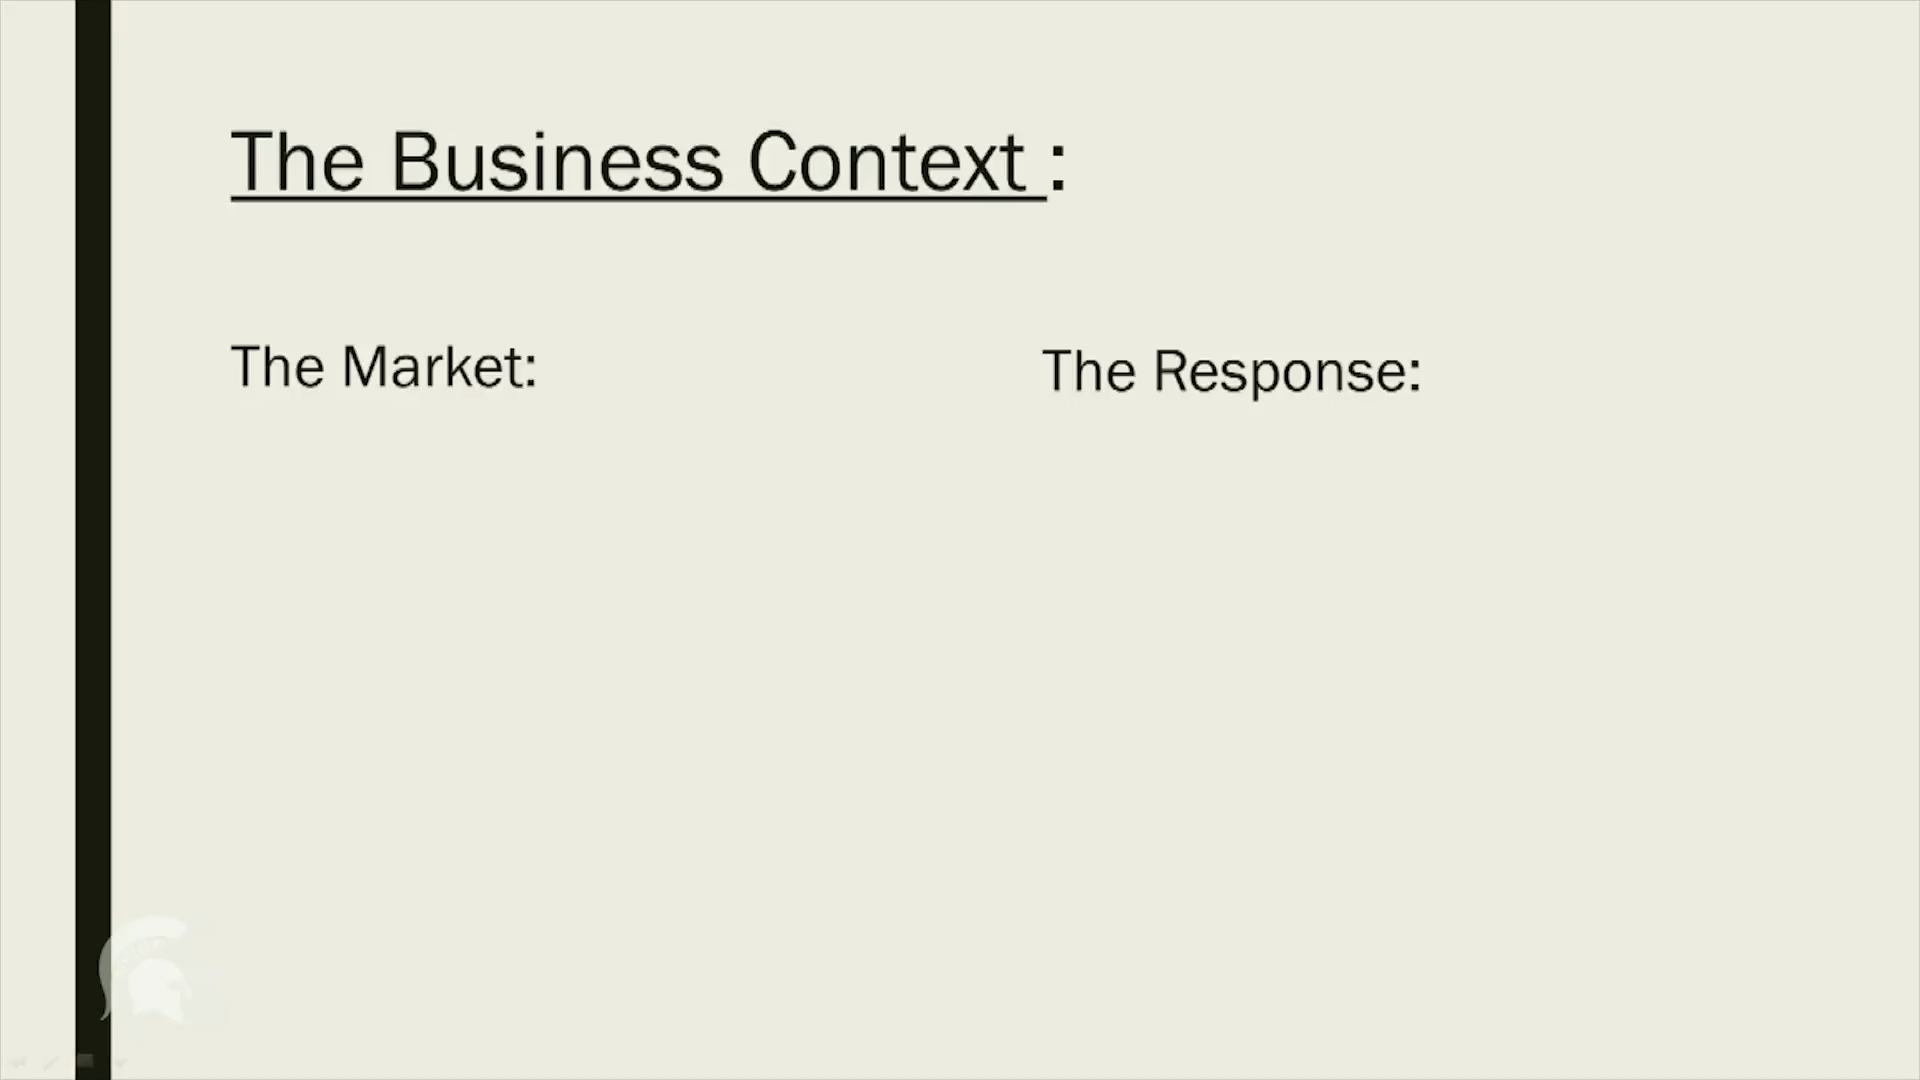 The Business Context :
The Market:
The Response: